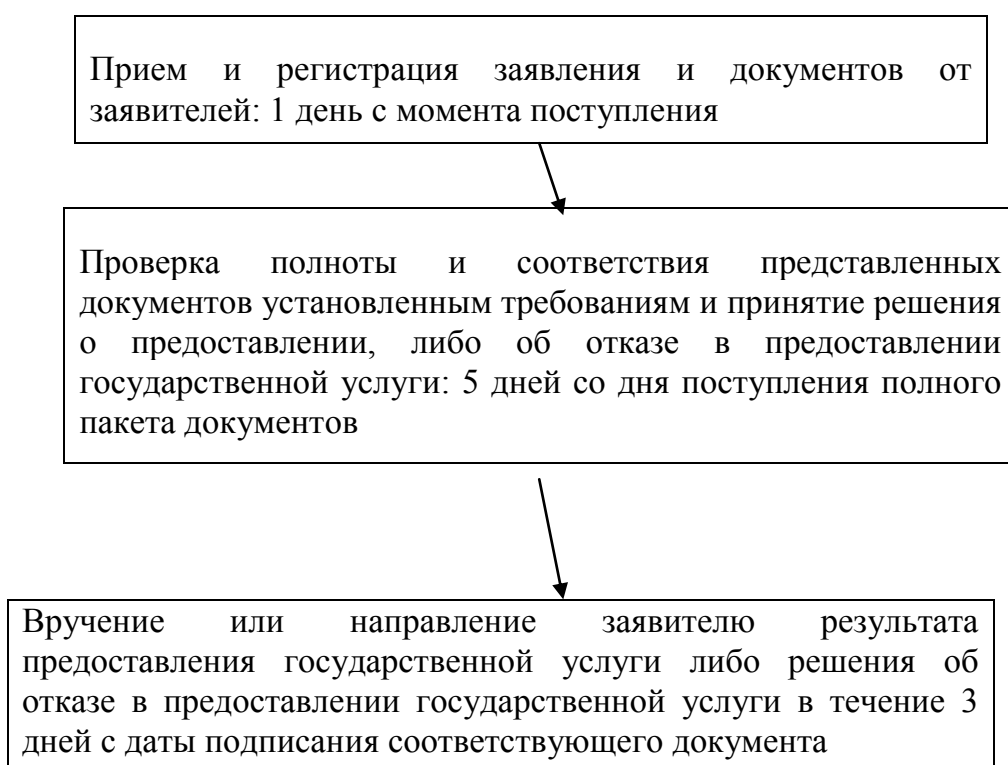 Прием и регистрация заявления и документов от
заявителей: 1 день с момента поступления
Проверка полноты и соответствия представленных
документов установленным требованиям и принятие решения
о предоставлении, либо об отказе в предоставлении
государственной услуги: 5 дней со дня поступления полного
пакета документов
Вручение или направление заявителю результата
предоставления государственной услуги либо решения об
отказе в предоставлении государственной услуги в течение 3
дней с даты подписания соответствующего документа